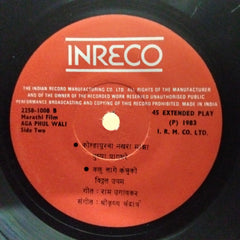 INRECO
THE INDIAN RECORD MANUFACTURING CO. LTD. ALL RIGHTS OF THE MANUFACTURER
AND OF THE OWNER OF THE RECORDED WORK RESERVED UNAUTHORISED PUBLIC
PERFORMANCE BROADCASTING AND COPYING OF THIS RECORD PROHIBITED. MADE IN INDIA
2258-1008 B
Marathi Film
AGA PHUL WALI
Side Two
45 EXTENDED PLAY
(P) 1983
I. R. M. CO. LTD.
नखरा
पुष्पा
लागे
गीत : राम उगावकर
संगीत :